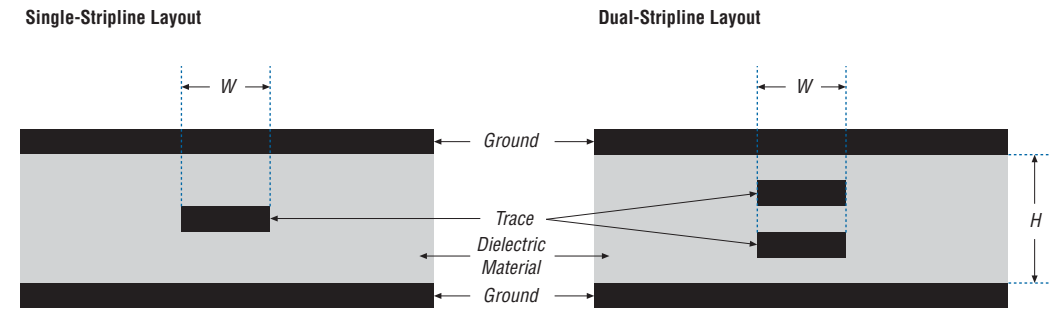 Single-Stripline Layout
Dual-Stripline Layout
W
W
Ground
Trace
H
Dielectric
Material
Ground